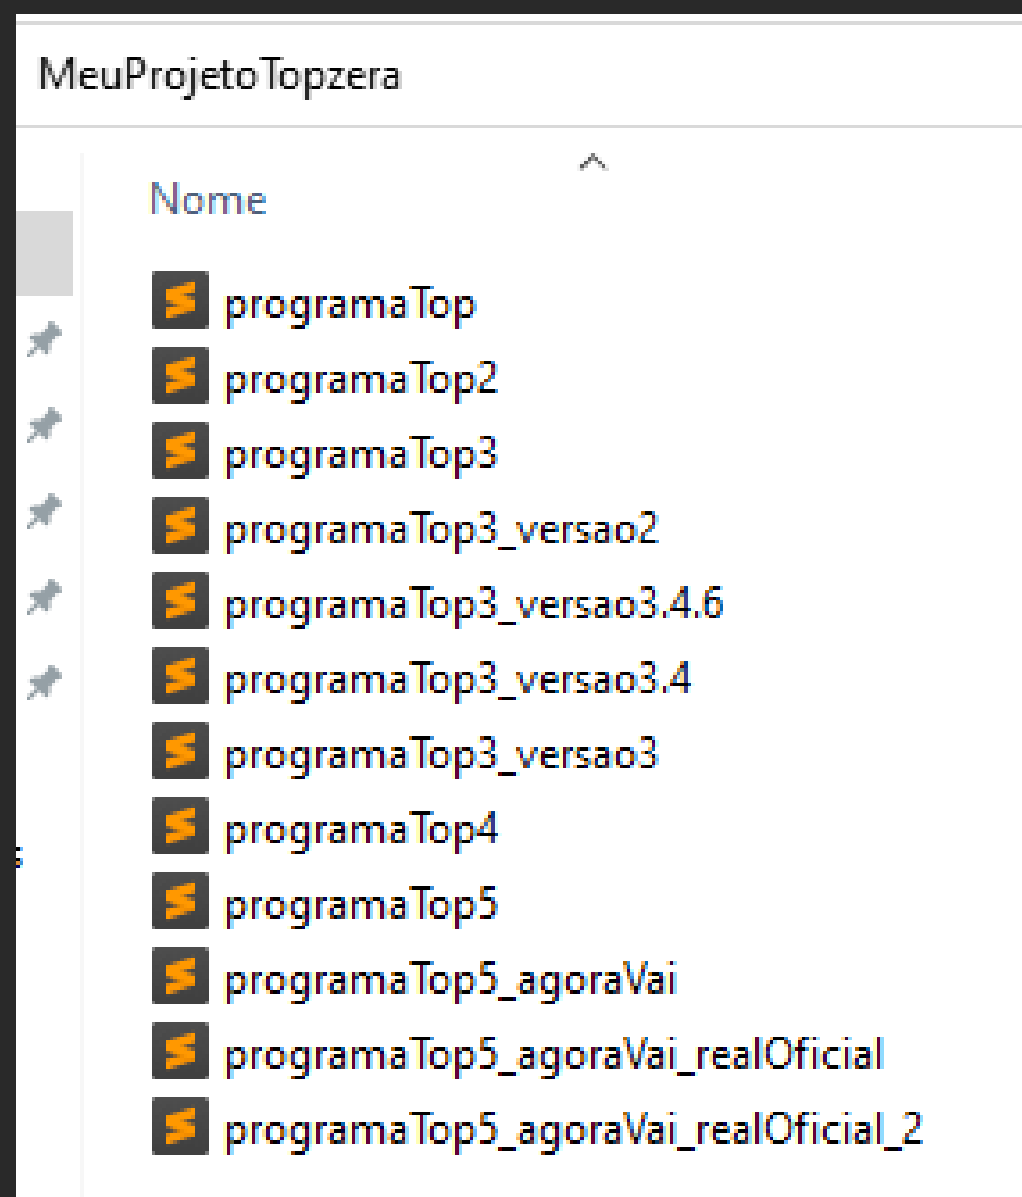 MeuProjetoTopzera
Nome
programaTop
programaTop2
programaTop3
programaTop3_versao2
programaTop3_versao3.4.6
programaTop3_versao3.4
programaTop3_versao3
programaTop4
programaTop5
programaTop5_agoraVai
programaTop5_agoraVai_realOficial
programaTop5_agoraVai_realOficial_2